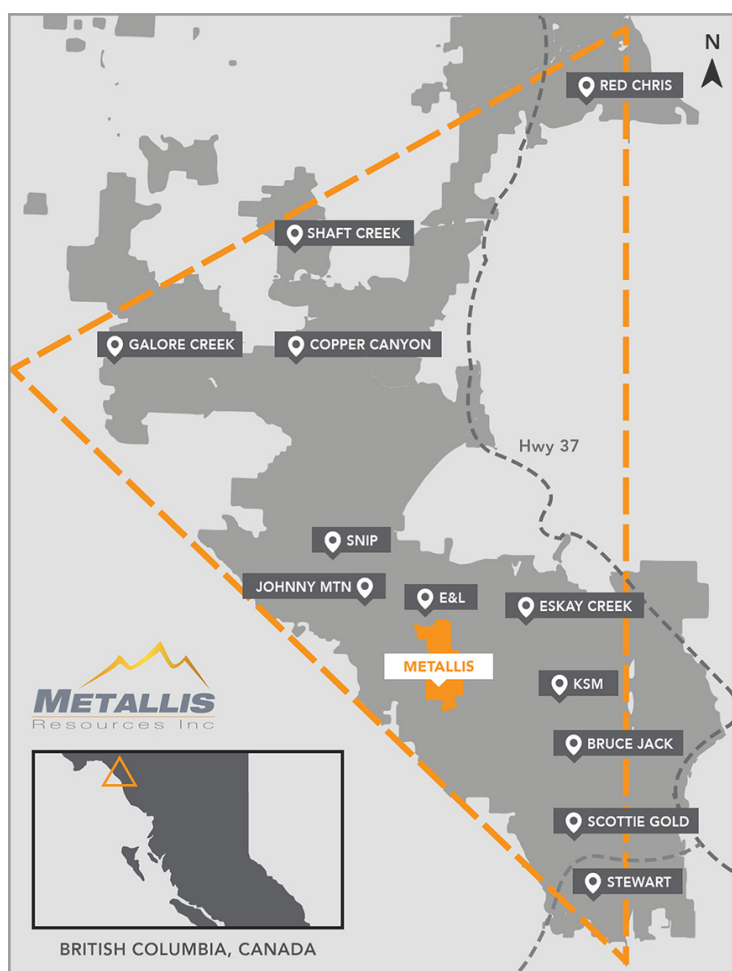 N
RED CHRIS
SHAFT CREEK
GALORE CREEK
COPPER CANYON
Hwy 37
SNIP
JOHNNY MTN
E&L
ESKAY CREEK
METALLIS
KSM
METALLIS
Resources Inc
BRUCE JACK
SCOTTIE GOLD
STEWART
BRITISH COLUMBIA, CANADA